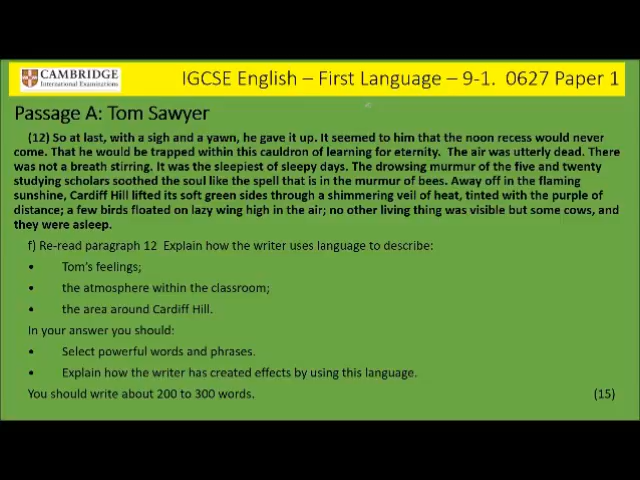 CAMBRIDGE
International Examinations
IGCSE English – First Language – 9-1. 0627 Paper 1
Passage A: Tom Sawyer
(12) So at last, with a sigh and a yawn, he gave it up. It seemed to him that the noon recess would never
come. That he would be trapped within this cauldron of learning for eternity. The air was utterly dead. There
was not a breath stirring. It was the sleepiest of sleepy days. The drowsing murmur of the five and twenty
studying scholars soothed the soul like the spell that is in the murmur of bees. Away off in the flaming
sunshine, Cardiff Hill lifted its soft green sides through a shimmering veil of heat, tinted with the purple of
distance; a few birds floated on lazy wing high in the air; no other living thing was visible but some cows, and
they were asleep.
f) Re-read paragraph 12 Explain how the writer uses language to describe:
• Tom's feelings;
• the atmosphere within the classroom;
• the area around Cardiff Hill.
In your answer you should:
• Select powerful words and phrases.
• Explain how the writer has created effects by using this language.
You should write about 200 to 300 words. (15)